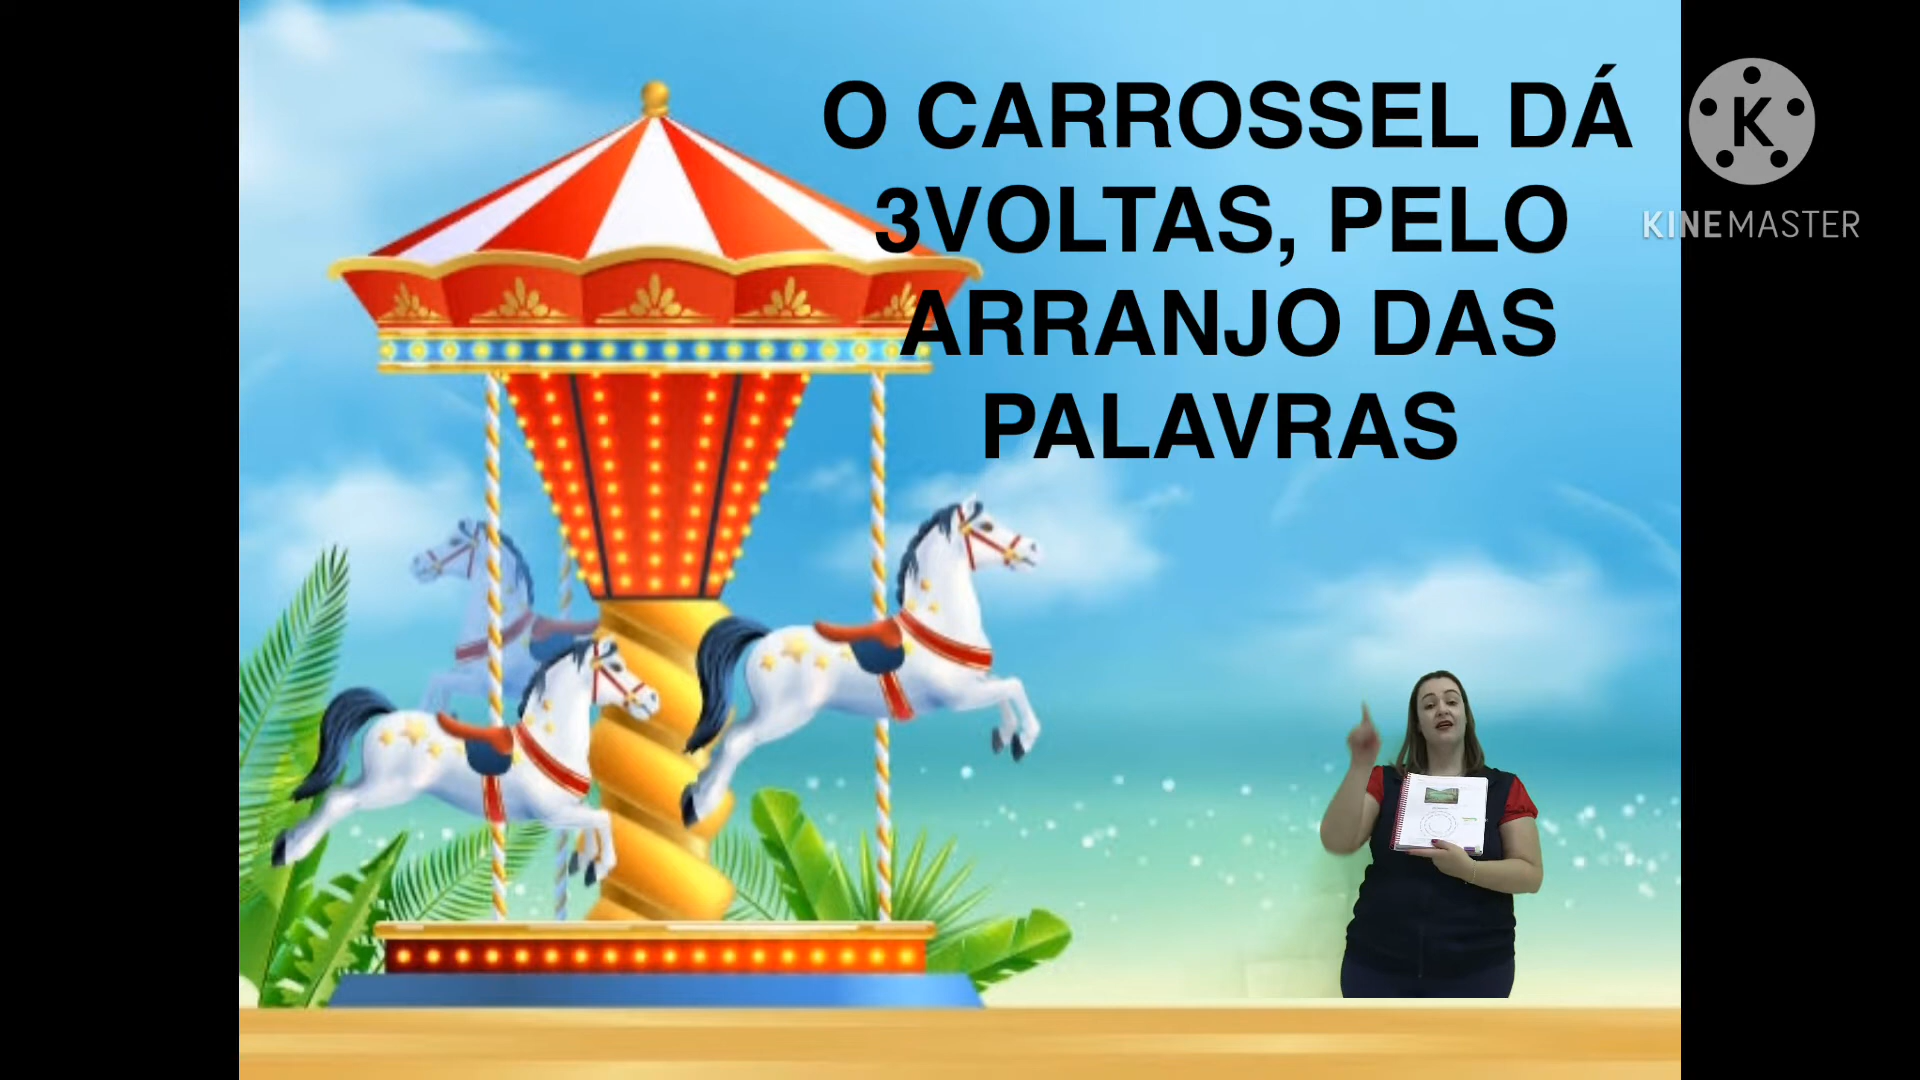 O CARROSSEL DÁ
3VOLTAS, PELO
ARRANJO DAS
PALAVRAS
K
KINEMASTER